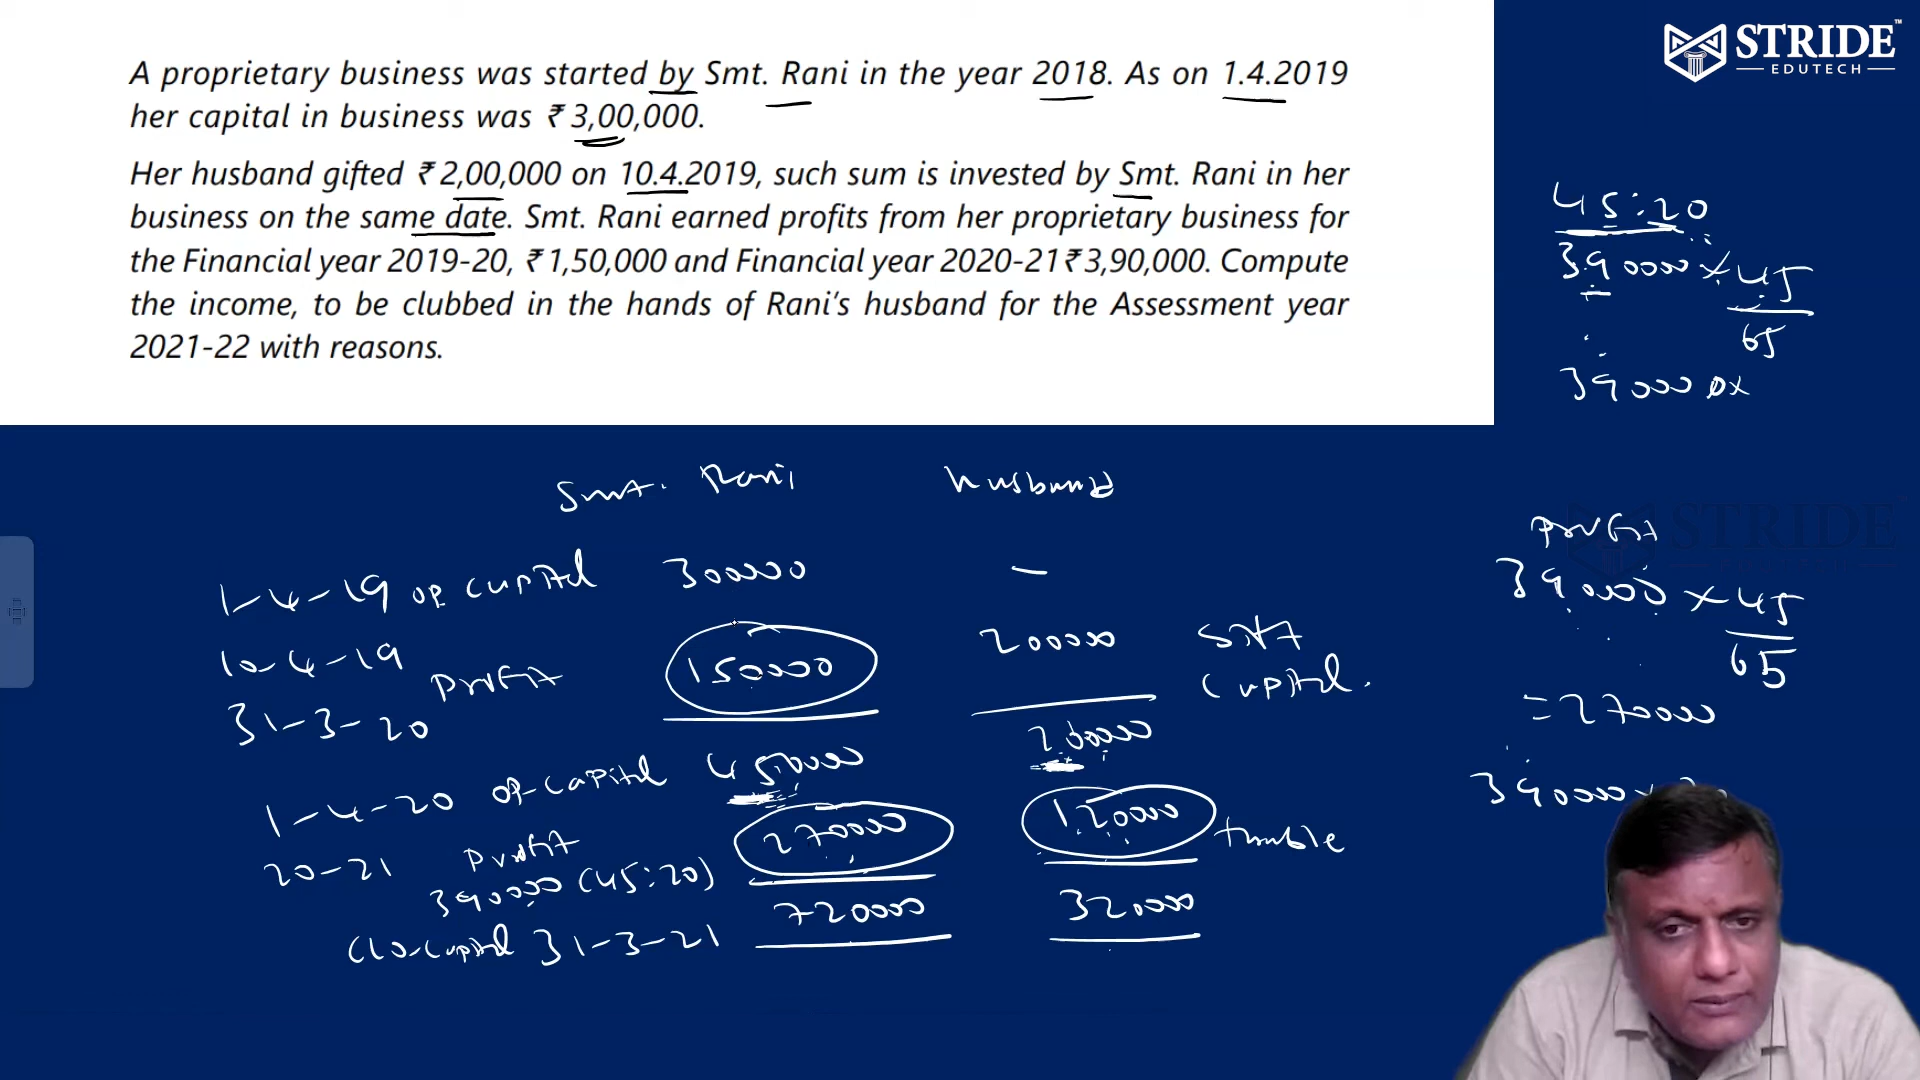 STRIDE™
EDUTECH
A proprietary business was started by Smt. Rani in the year 2018. As on 1.4.2019
her capital in business was ₹ 3,00,000.
Her husband gifted ₹ 2,00,000 on 10.4.2019, such sum is invested by Smt. Rani in her
business on the same date. Smt. Rani earned profits from her proprietary business for
the Financial year 2019-20, ₹ 1,50,000 and Financial year 2020-21 ₹ 3,90,000. Compute
the income, to be clubbed in the hands of Rani's husband for the Assessment year
2021-22 with reasons.
45:20
390000 × 45
65
390000 ×
Smt. Rani husband
1-4-19 op capital 300000 —
10-4-19 200000
profit 150000
31-3-20 200000
1-4-20 op-capital 450000
20-21 profit 270000 120000
390000 (45:20)
clo-capital 31-3-21 720000 320000
Capital.
STRIDE
profit
390000 × 45
65
= 270000
390000 ×